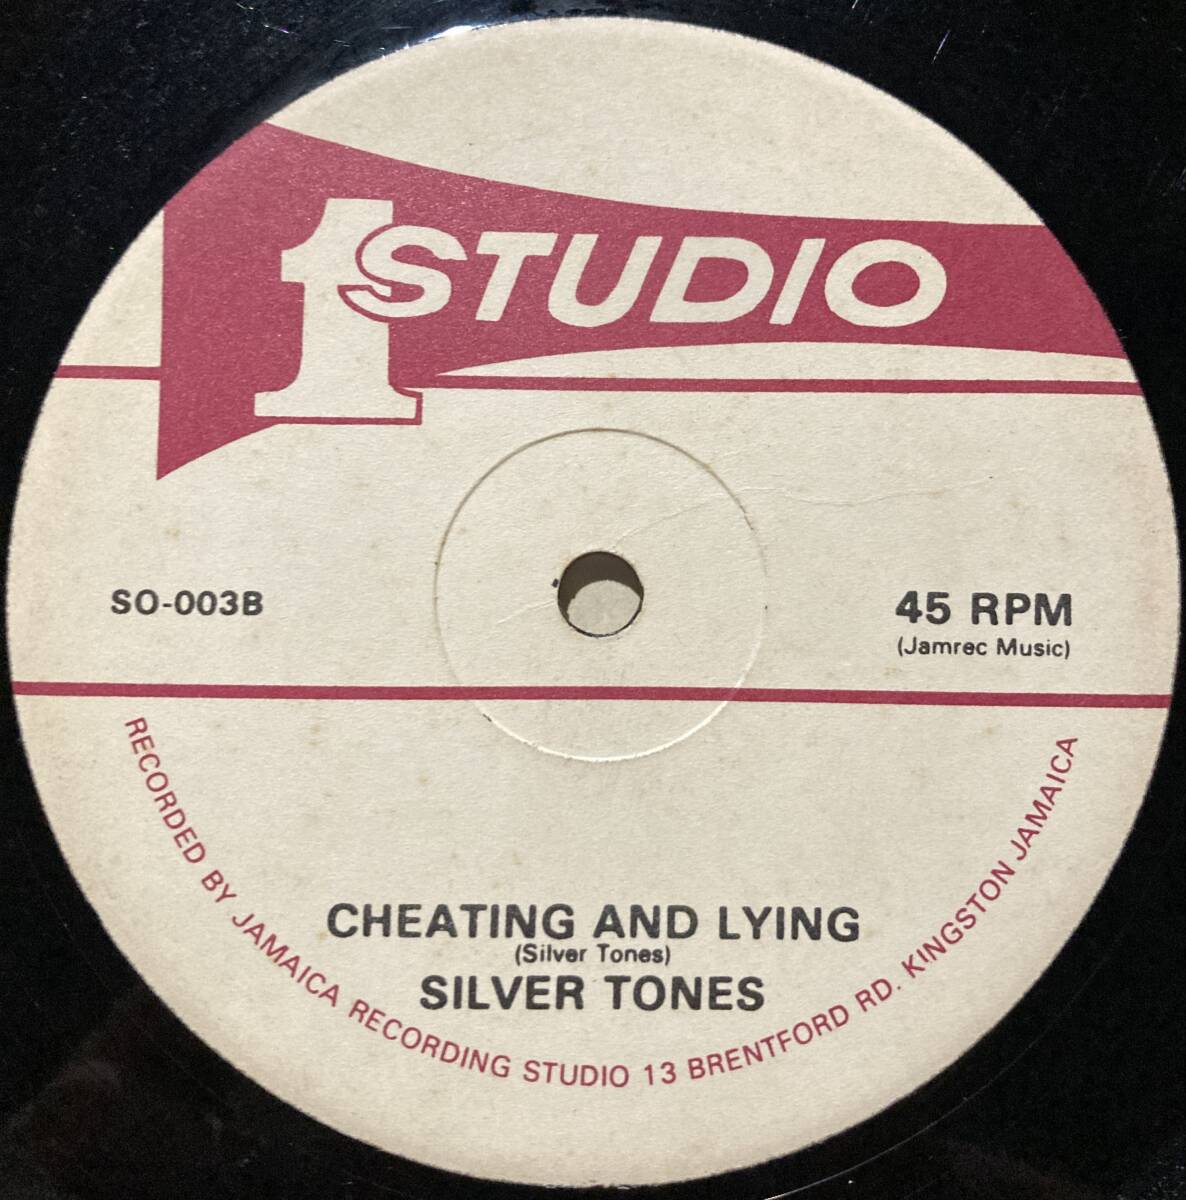 1 STUDIO
SO-003B
45 RPM
(Jamrec Music)
CHEATING AND LYING
(Silver Tones)
SILVER TONES
RECORDED BY JAMAICA RECORDING STUDIO 13 BRENTFORD RD. KINGSTON JAMAICA